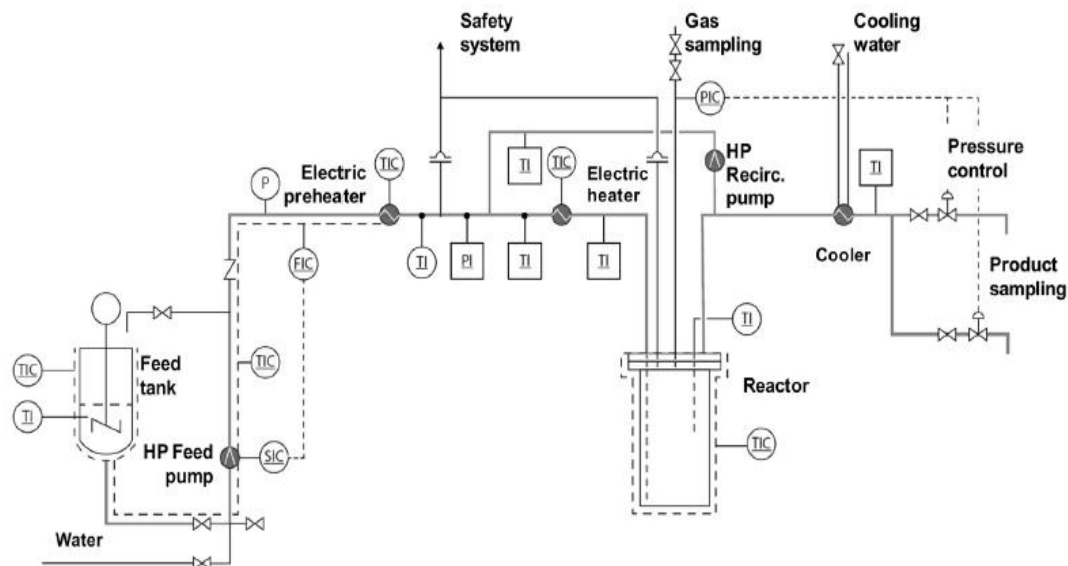 Safety
system
Gas
sampling
Cooling
water
PIC
Pressure
control
HP
Recirc.
pump
TI
TIC
Electric
heater
TI
Electric
preheater
TIC
P
TI
PI
TI
TI
FIC
Cooler
Product
sampling
TI
TIC
Feed
tank
TIC
TI
Reactor
HP Feed
pump
SIC
TIC
Water